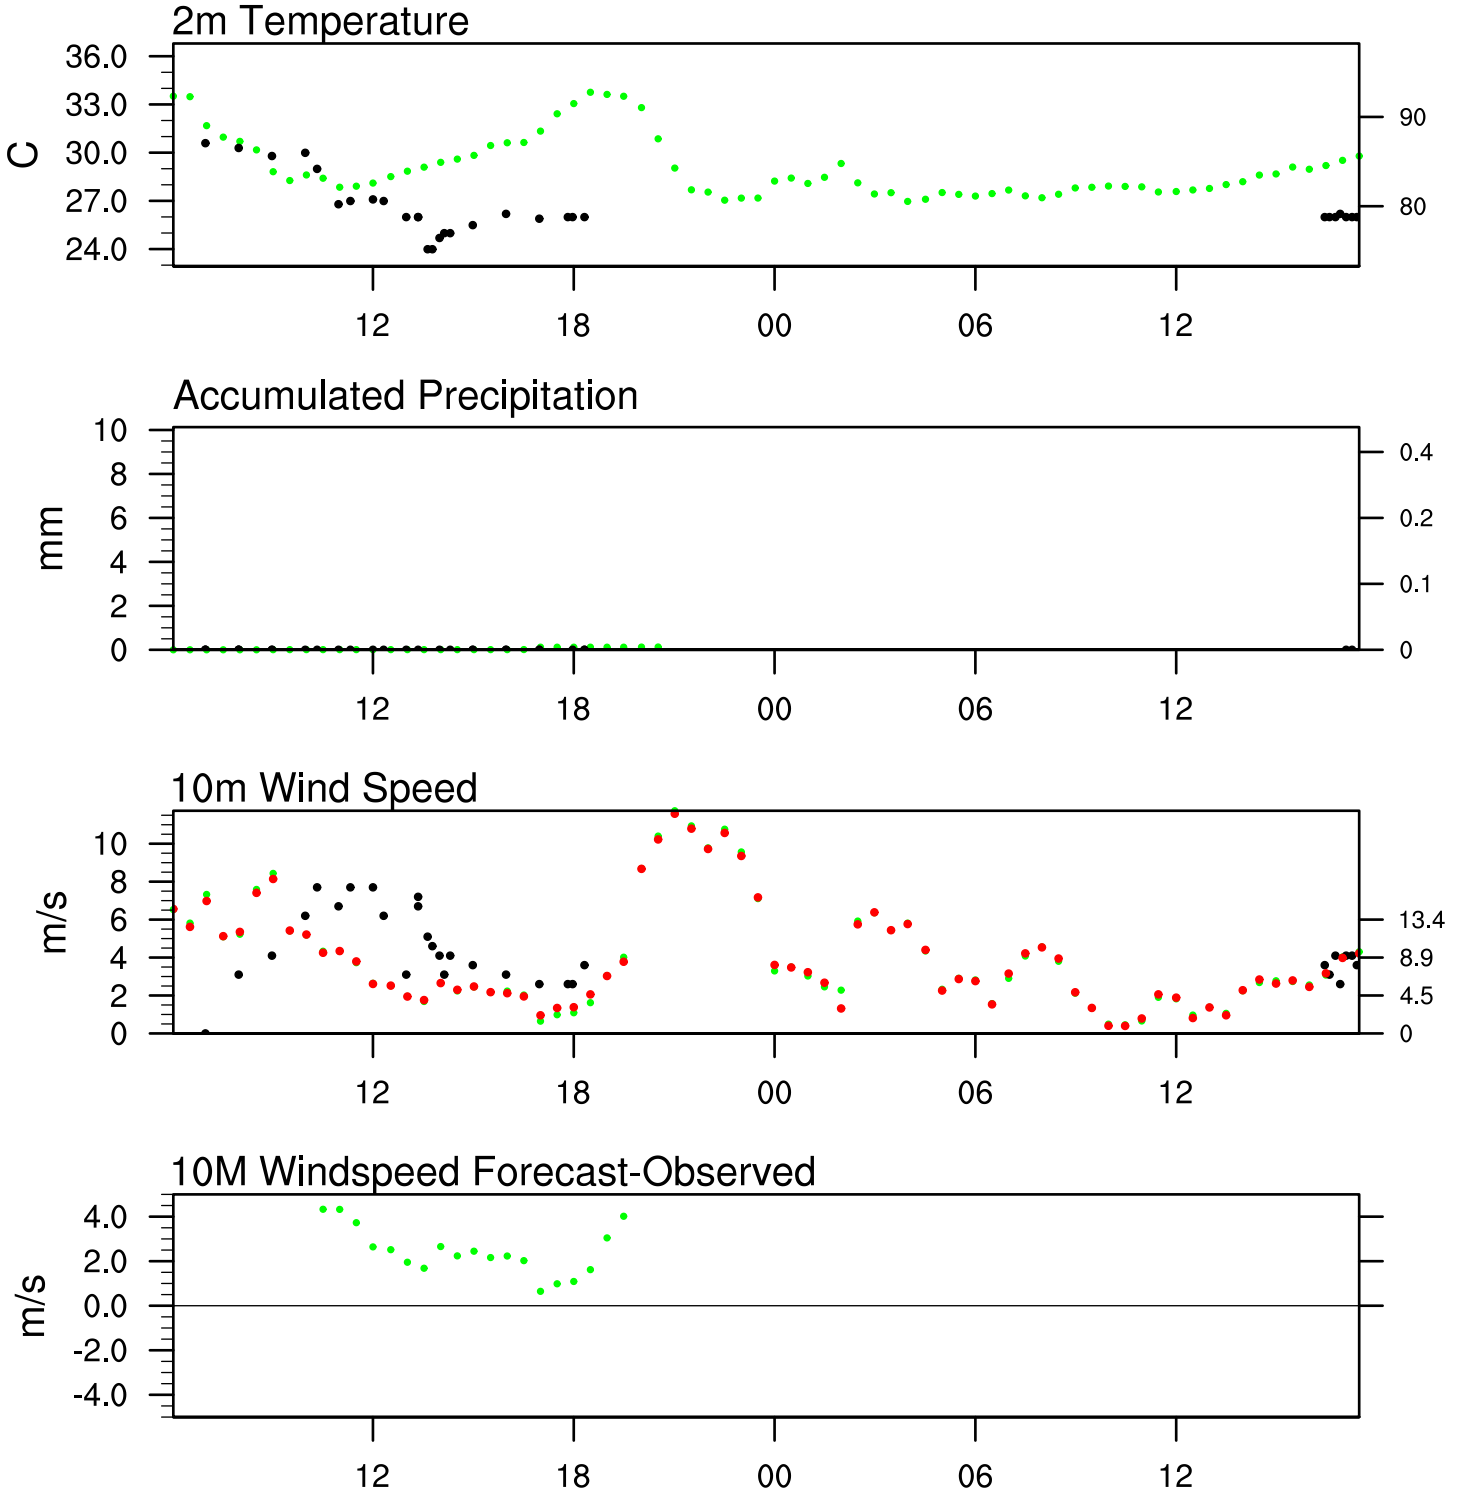 2m Temperature
36.0
33.0
30.0
27.0
24.0
C
90
80
12 18 00 06 12
Accumulated Precipitation
10
8
6
4
2
0
mm
0.4
0.2
0.1
0
12 18 00 06 12
10m Wind Speed
10
8
6
4
2
0
m/s
13.4
8.9
4.5
0
12 18 00 06 12
10M Windspeed Forecast-Observed
4.0
2.0
0.0
-2.0
-4.0
m/s
12 18 00 06 12